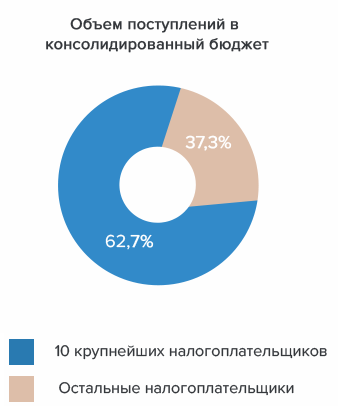 Объем поступлений в
консолидированный бюджет
37,3%
62,7%
10 крупнейших налогоплательщиков
Остальные налогоплательщики